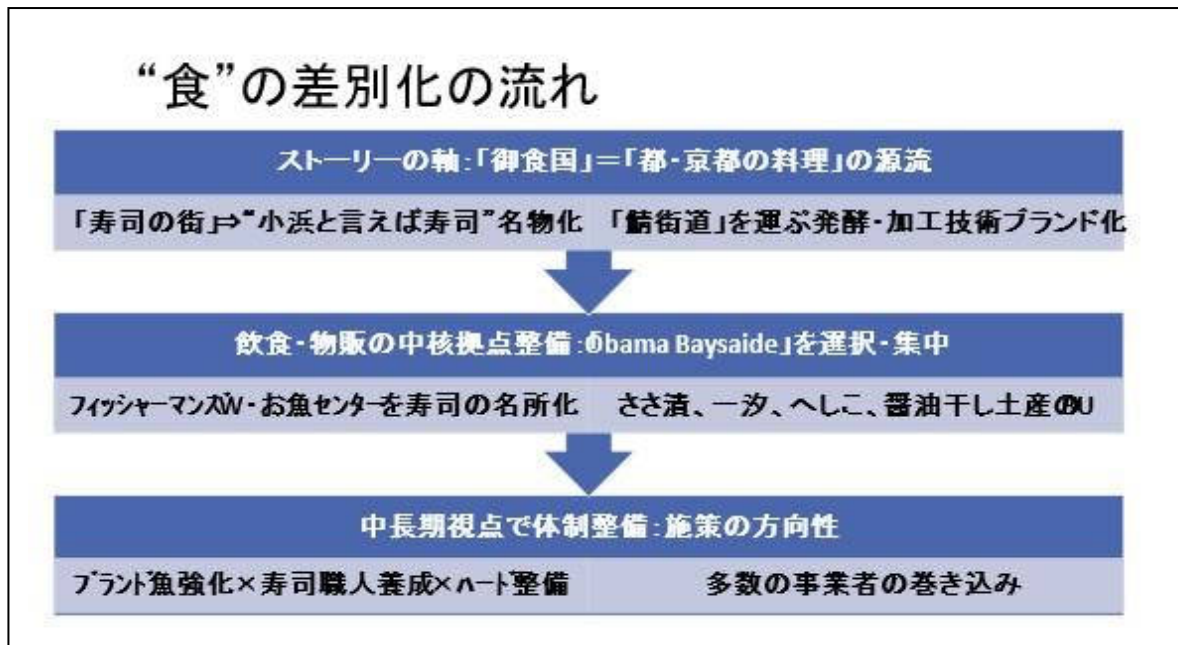 “食”の差別化の流れ
ストーリーの軸:「御食国」＝「都・京都の料理」の源流
「寿司の街」⇒“小浜と言えば寿司”名物化 「鯖街道」を運ぶ発酵・加工技術ブランド化
飲食・物販の中核拠点整備:「Obama Baysaide」を選択・集中
フィッシャーマンズW・お魚センターを寿司の名所化 ささ漬、一汐、へしこ、醤油干し土産のU
中長期視点で体制整備:施策の方向性
ブランド魚強化×寿司職人養成×ハード整備 多数の事業者の巻き込み